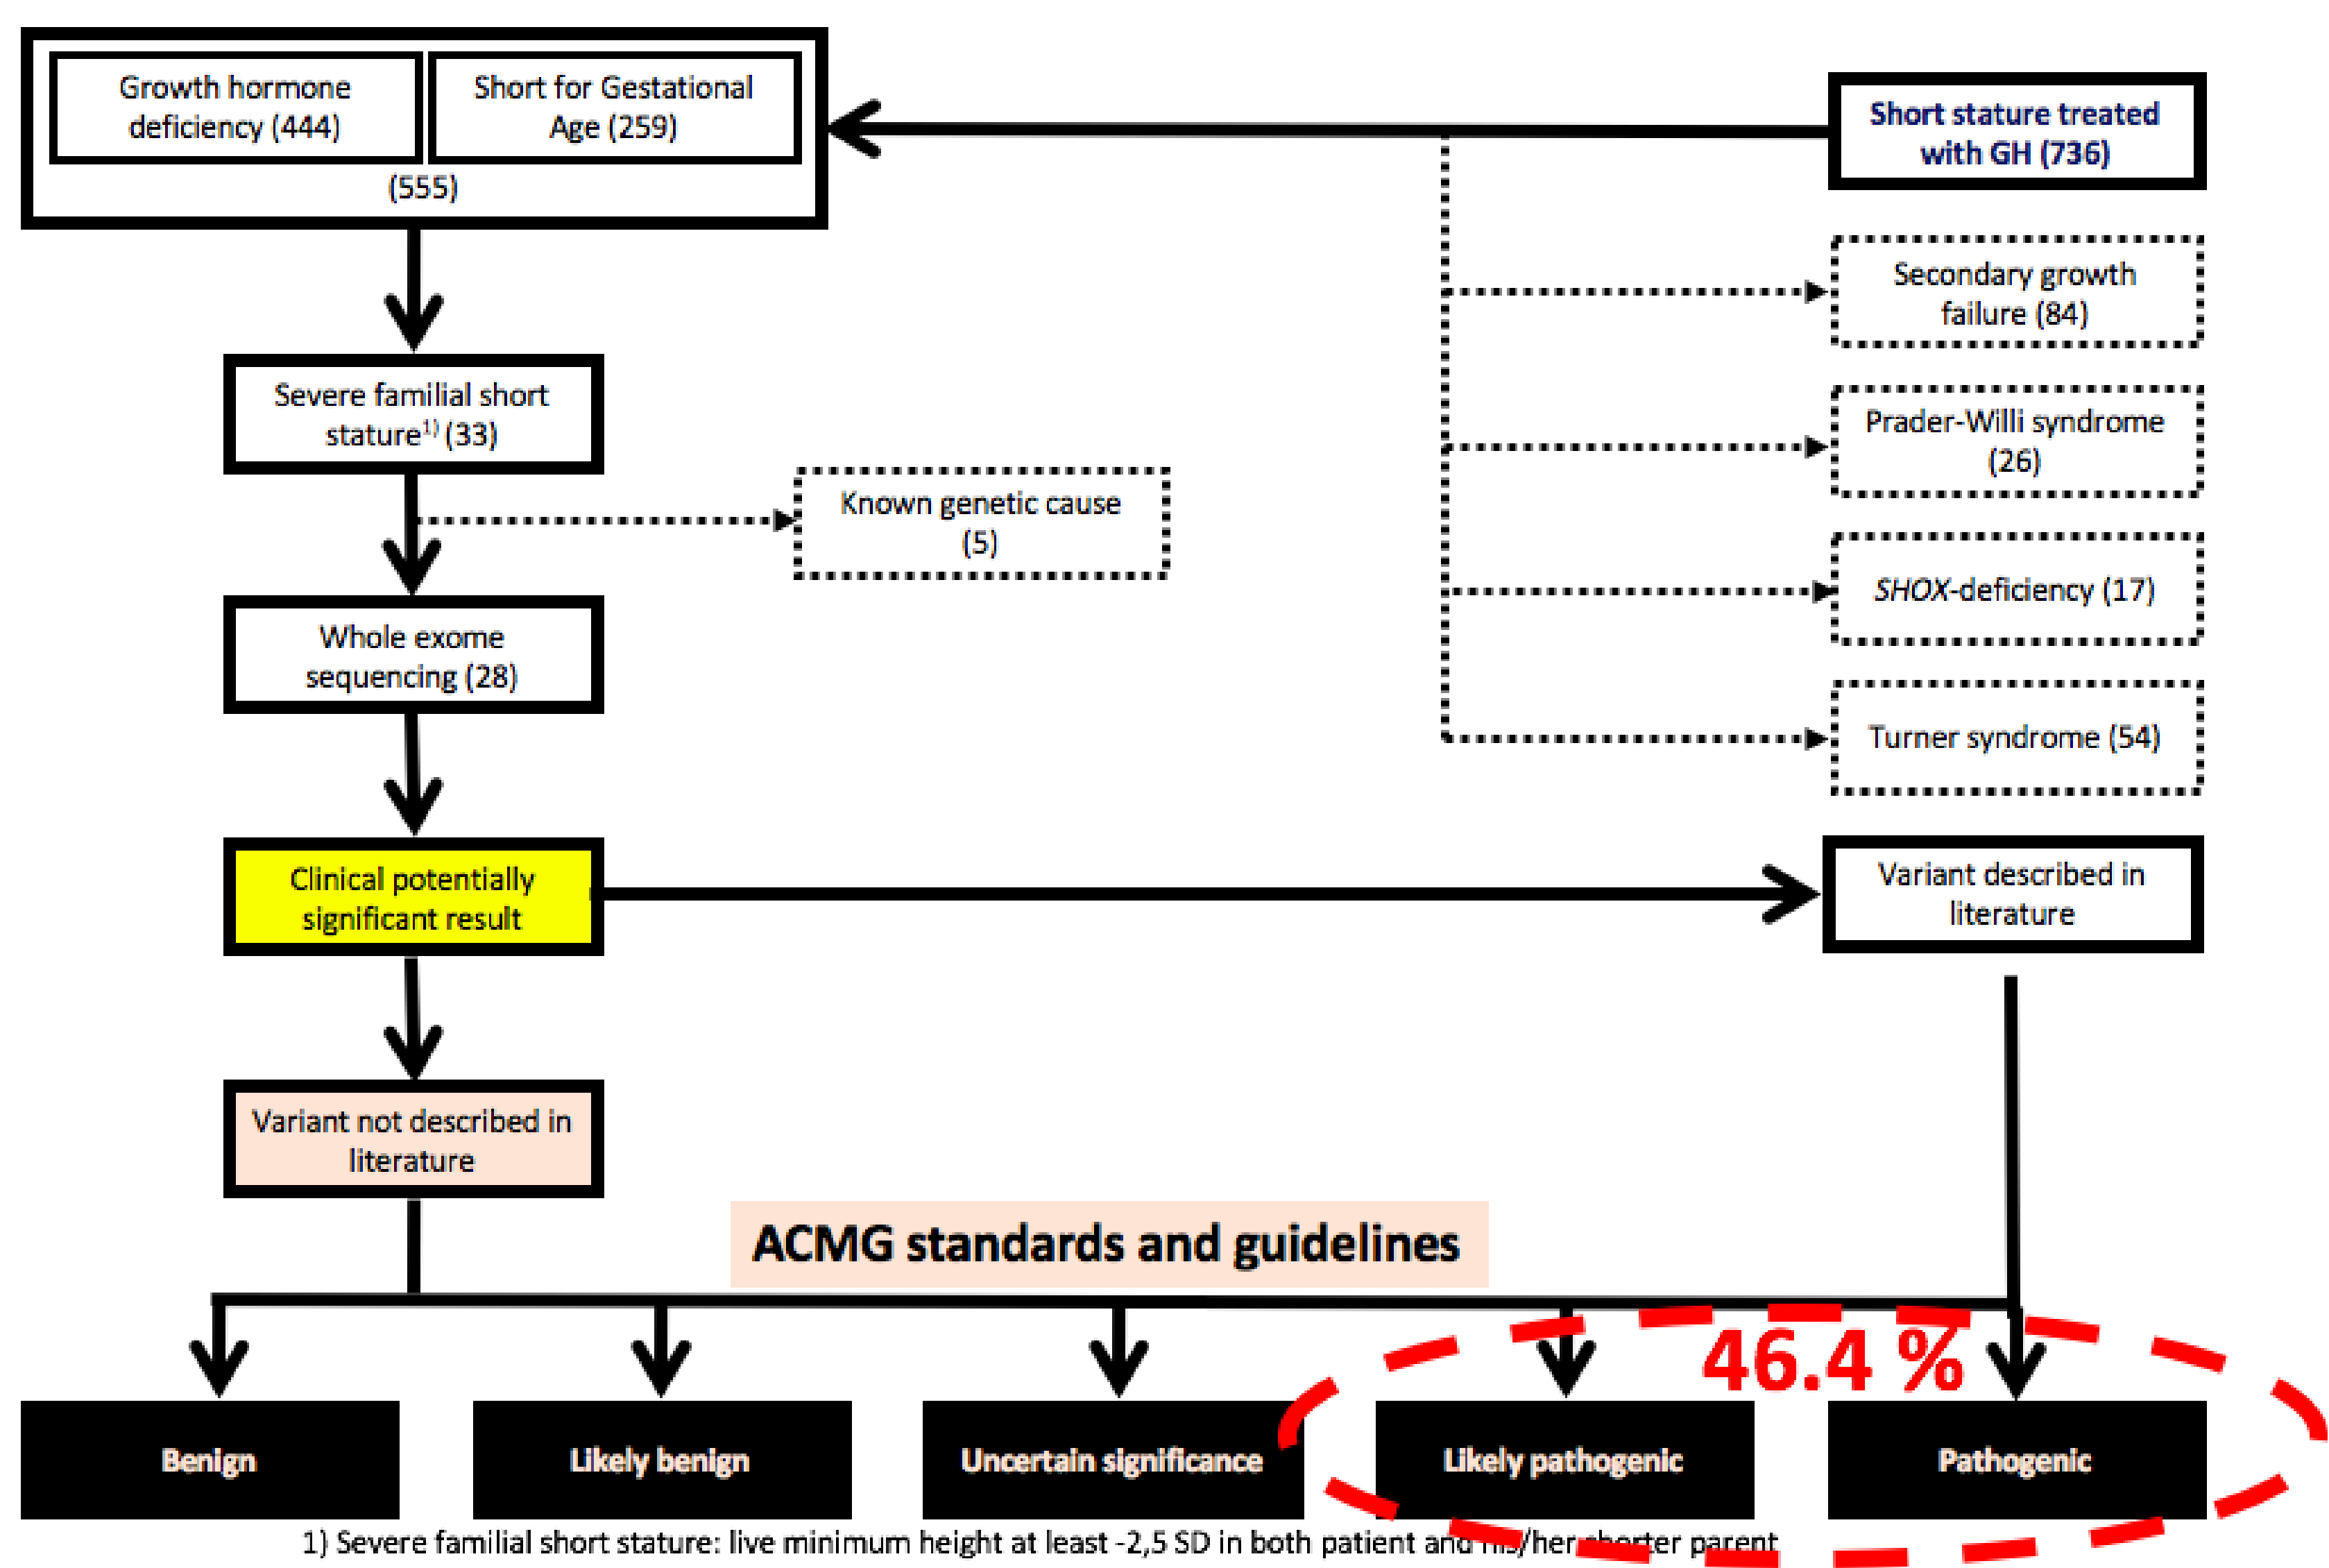 Growth hormone
deficiency (444)
Short for Gestational
Age (259)
(555)
Short stature treated
with GH (736)
Secondary growth
failure (84)
Severe familial short
stature1) (33)
Prader-Willi syndrome
(26)
Known genetic cause
(5)
SHOX-deficiency (17)
Whole exome
sequencing (28)
Turner syndrome (54)
Clinical potentially
significant result
Variant described in
literature
Variant not described in
literature
ACMG standards and guidelines
46.4 %
Benign
Likely benign
Uncertain significance
Likely pathogenic
Pathogenic
1) Severe familial short stature: live minimum height at least -2,5 SD in both patient and his/her shorter parent